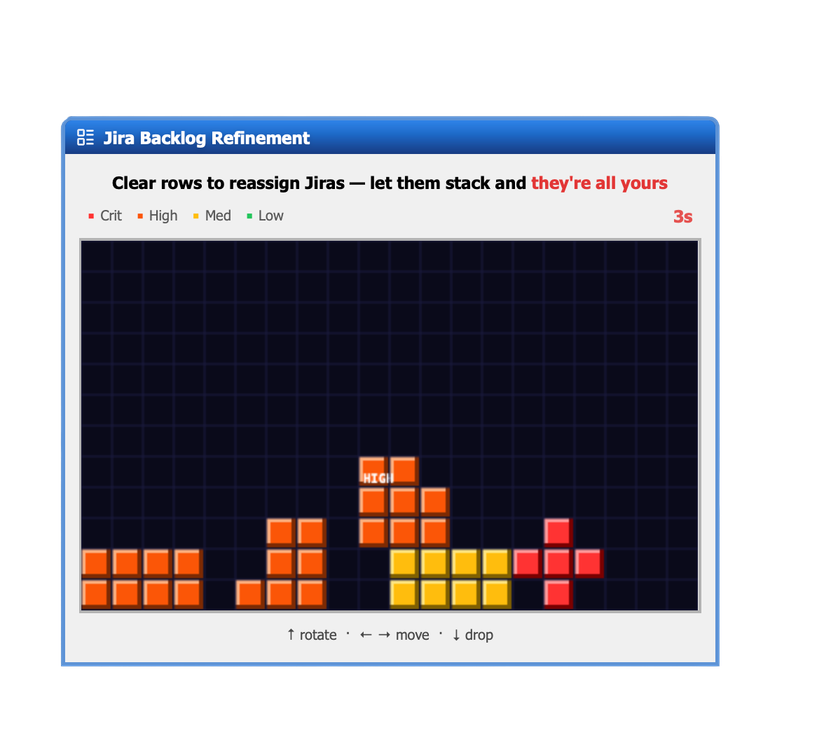 Jira Backlog Refinement
Clear rows to reassign Jiras — let them stack and they're all yours
Crit High Med Low 3s
HIGH
↑ rotate · ← → move · ↓ drop